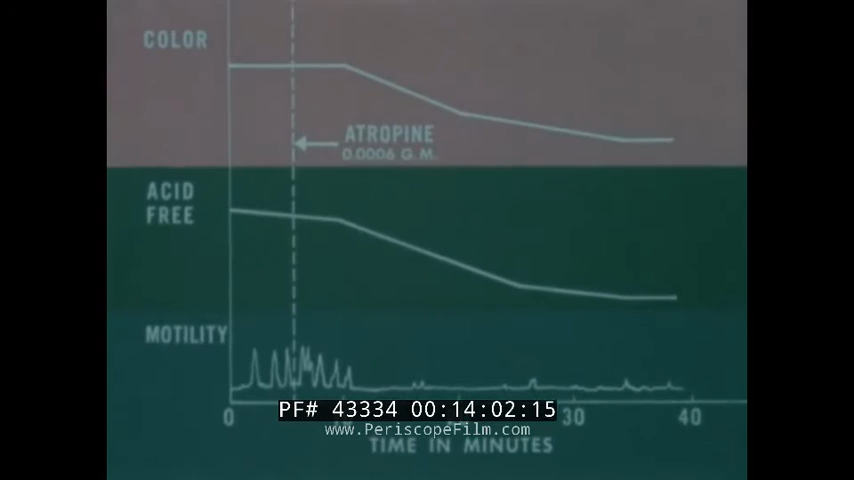 COLOR
ATROPINE
0.0006 G.M.
ACID
FREE
MOTILITY
PF# 43334 00:14:02:15
0 30 40
www.PeriscopeFilm.com
TIME IN MINUTES